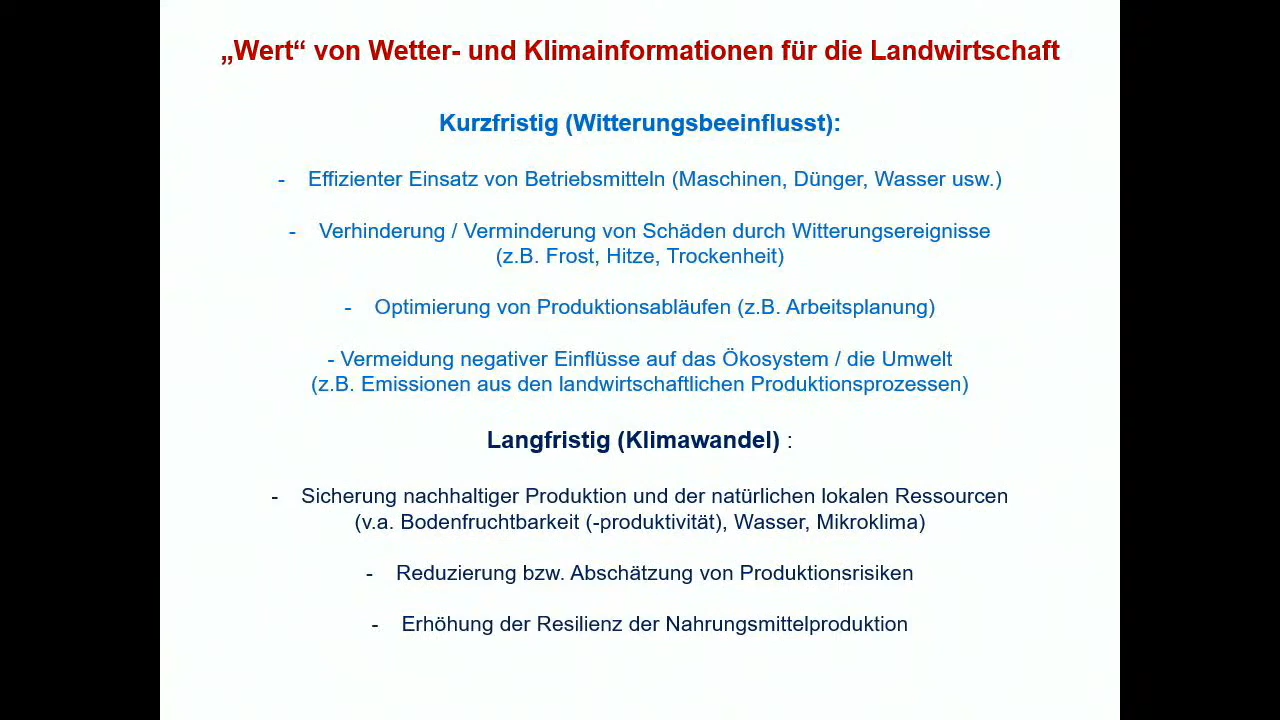 „Wert“ von Wetter- und Klimainformationen für die Landwirtschaft
Kurzfristig (Witterungsbeeinflusst):
- Effizienter Einsatz von Betriebsmitteln (Maschinen, Dünger, Wasser usw.)
- Verhinderung / Verminderung von Schäden durch Witterungsereignisse
(z.B. Frost, Hitze, Trockenheit)
- Optimierung von Produktionsabläufen (z.B. Arbeitsplanung)
- Vermeidung negativer Einflüsse auf das Ökosystem / die Umwelt
(z.B. Emissionen aus den landwirtschaftlichen Produktionsprozessen)
Langfristig (Klimawandel) :
- Sicherung nachhaltiger Produktion und der natürlichen lokalen Ressourcen
(v.a. Bodenfruchtbarkeit (-produktivität), Wasser, Mikroklima)
- Reduzierung bzw. Abschätzung von Produktionsrisiken
- Erhöhung der Resilienz der Nahrungsmittelproduktion